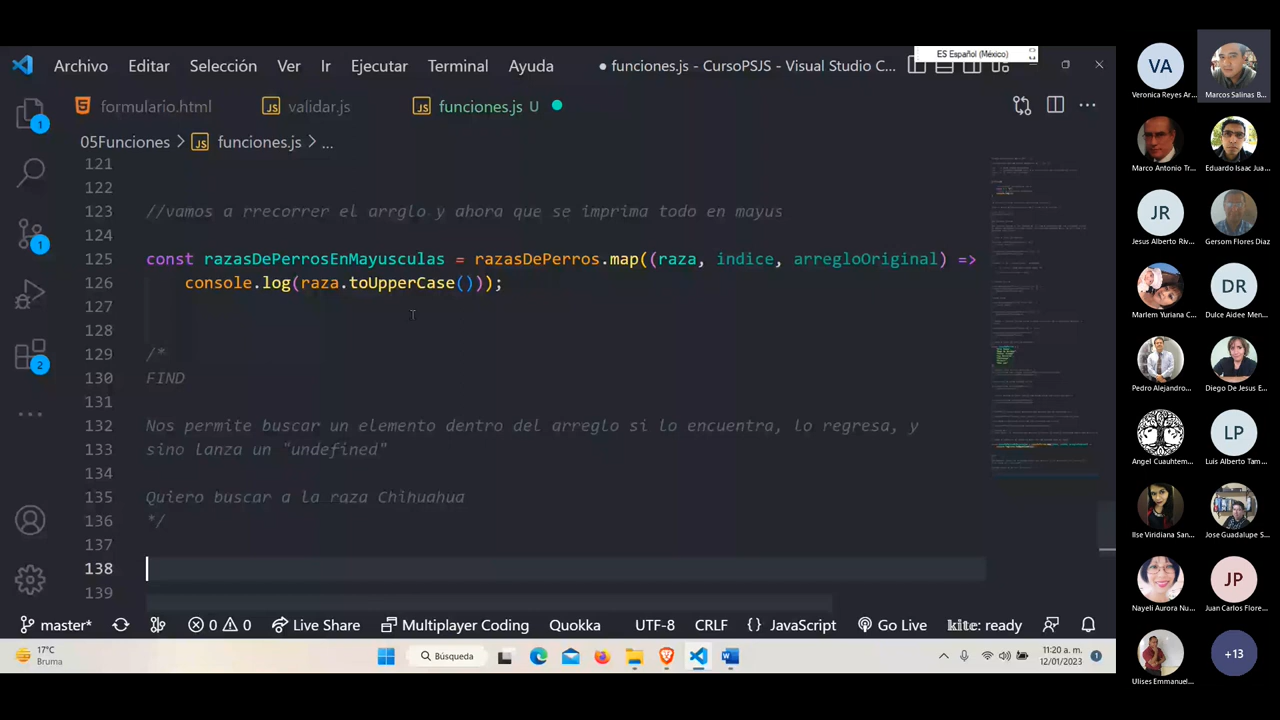 ES Español (México)
Archivo Editar Selección Ver Ir Ejecutar Terminal Ayuda
● funciones.js - CursoPSJS - Visual Studio C...
formulario.html
JS validar.js
JS funciones.js U
05Funciones > JS funciones.js > ...
121
122
123 //vamos a rrecorrer el arrglo y ahora que se imprima todo en mayus
124
125 const razasDePerrosEnMayusculas = razasDePerros.map((raza, indice, arregloOriginal) =>
126 console.log(raza.toUpperCase()));
127
128
129 /*
130 FIND
131
132 Nos permite buscar un elemento dentro del arreglo si lo encuentra, lo regresa, y
133 sino lanza un "undefined"
134
135 Quiero buscar a la raza Chihuahua
136 */
137
138
139
1
1
2
master* 0 0 Live Share Multiplayer Coding Quokka UTF-8 CRLF {} JavaScript Go Live kite: ready
17°C
Bruma
Búsqueda
11:20 a. m.
12/01/2023
1
VA
Veronica Reyes Ar...
Marcos Salinas B...
Marco Antonio Tr...
Eduardo Isaac Jua...
JR
Jesus Alberto Riv...
Gersom Flores Diaz
Marlem Yuriana C...
DR
Dulce Aidee Men...
Pedro Alejandro...
Diego De Jesus E...
Angel Cuauhtem...
LP
Luis Alberto Tam...
Ilse Viridiana San...
Jose Guadalupe S...
Nayeli Aurora Nu...
JP
Juan Carlos Flore...
Ulises Emmanuel...
+13